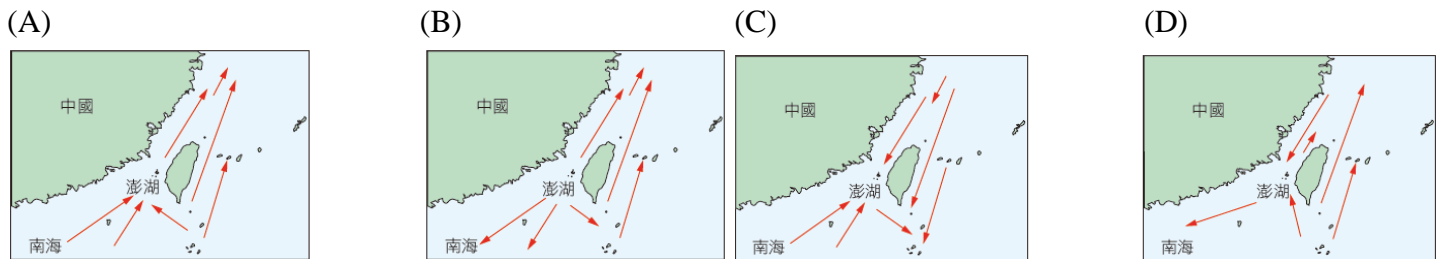 (A) (B) (C) (D)
中國 中國 中國 中國
澎湖 澎湖 澎湖 澎湖
南海 南海 南海 南海